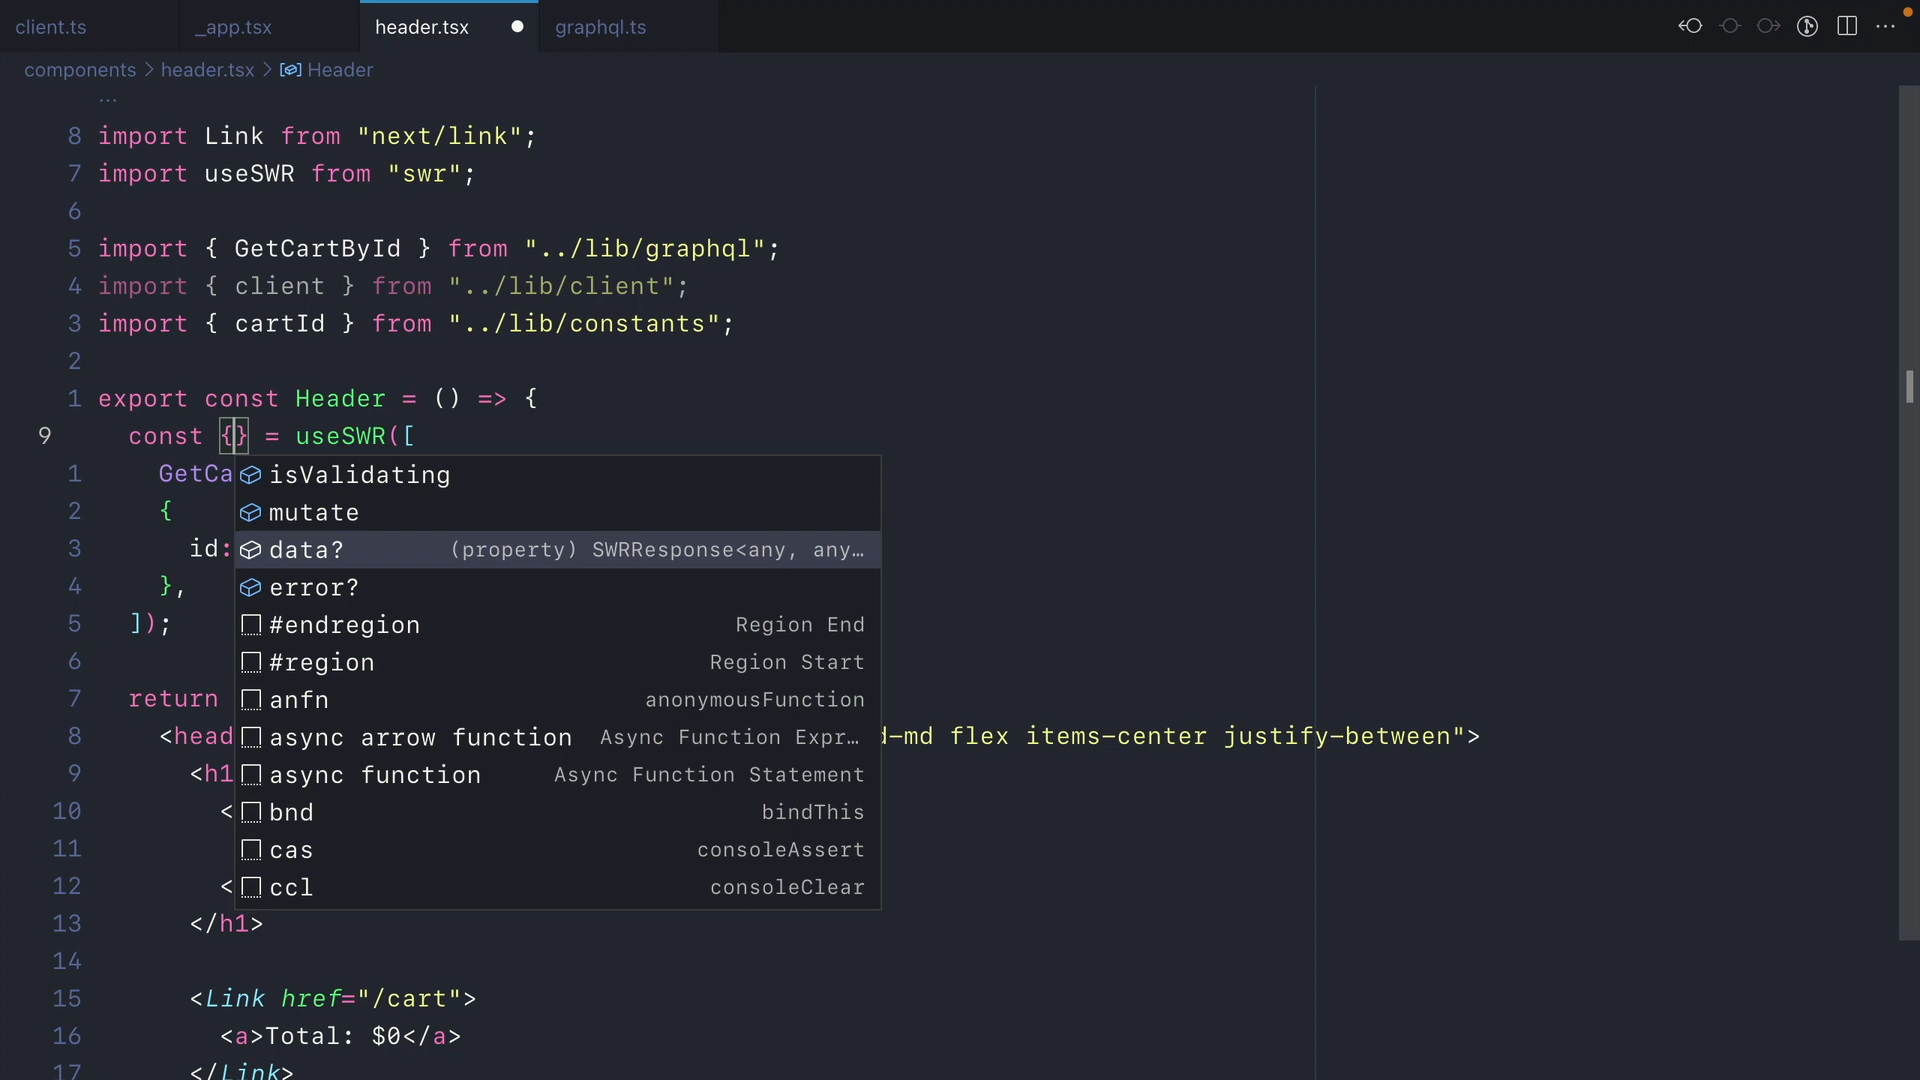 client.ts
_app.tsx
header.tsx
graphql.ts
components > header.tsx > Header
...
8 import Link from "next/link";
7 import useSWR from "swr";
6
5 import { GetCartById } from "../lib/graphql";
4 import { client } from "../lib/client";
3 import { cartId } from "../lib/constants";
2
1 export const Header = () => {
9 const {} = useSWR([
1 GetCa
isValidating
2 {
mutate
3 id:
data? (property) SWRResponse<any, any…
4 },
error?
5 ]);
#endregion Region End
6
#region Region Start
7 return
anfn anonymousFunction
8 <head
async arrow function Async Function Expr…
d-md flex items-center justify-between">
9 <h1
async function Async Function Statement
10 <
bnd bindThis
11
cas consoleAssert
12 <
ccl consoleClear
13 </h1>
14
15 <Link href="/cart">
16 <a>Total: $0</a>
17 </Link>